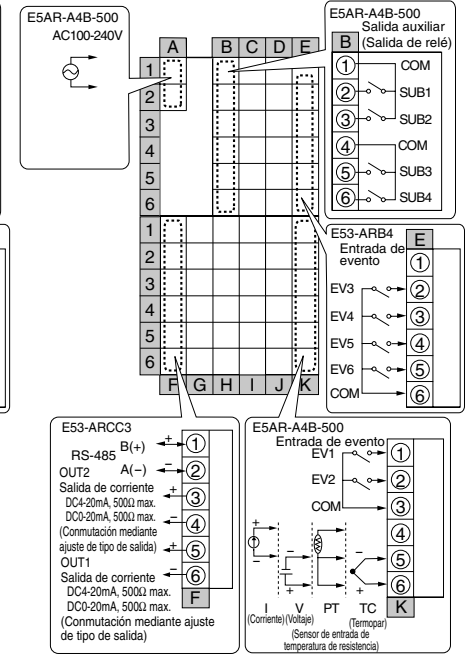 E5AR-A4B-500
AC100-240V
A B C D E
1
2
3
4
5
6
1
2
3
4
5
6
F G H I J K
E5AR-A4B-500
Salida auxiliar
(Salida de relé)
B
1 COM
2 SUB1
3 SUB2
4 COM
5 SUB3
6 SUB4
E53-ARB4
Entrada de
evento
E
1
EV3 2
EV4 3
EV5 4
EV6 5
COM 6
E53-ARCC3
RS-485 B(+) + 1
A(−) − 2
OUT2
Salida de corriente + 3
DC4-20mA, 500Ω max.
DC0-20mA, 500Ω max. − 4
(Conmutación mediante
ajuste de tipo de salida) + 5
OUT1
Salida de corriente − 6
DC4-20mA, 500Ω max.
DC0-20mA, 500Ω max.
F
(Conmutación mediante ajuste
de tipo de salida)
E5AR-A4B-500
Entrada de evento
EV1 1
EV2 2
COM 3
4
+ − − 5
− + + 6
I V PT TC K
(Corriente) (Voltaje) (Termopar)
(Sensor de entrada de
temperatura de resistencia)